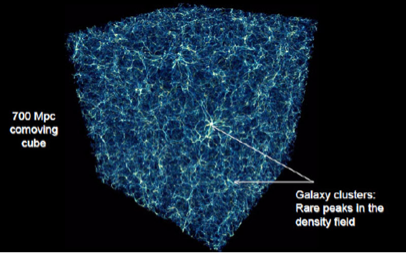 700 Mpc
comoving
cube
Galaxy clusters:
Rare peaks in the
density field